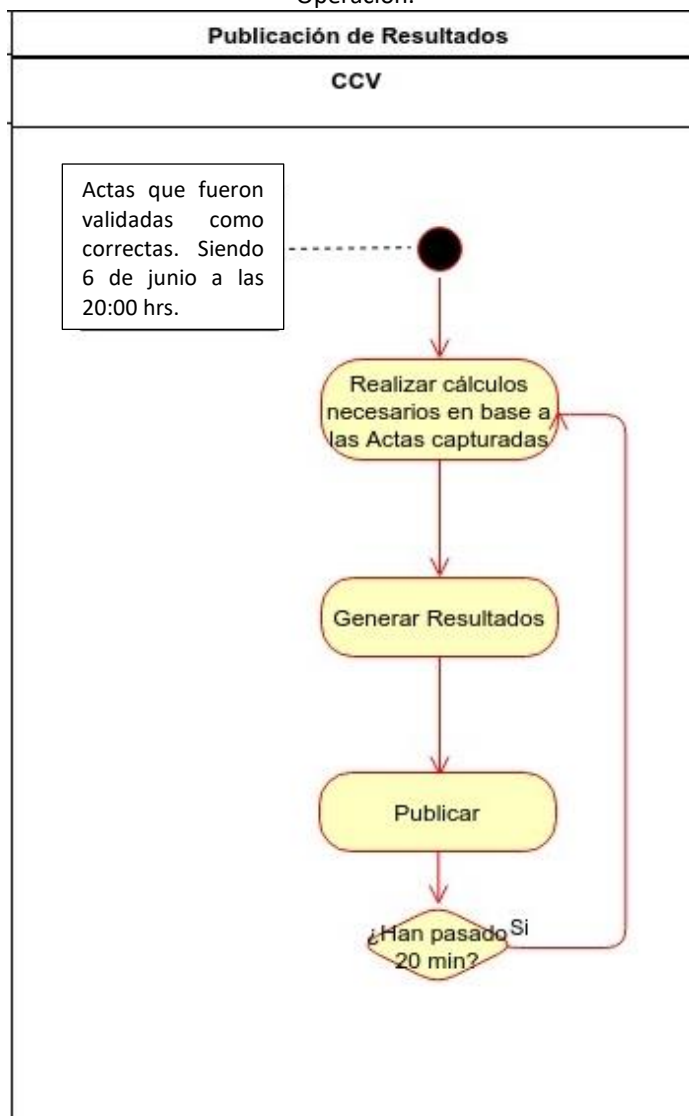 Operación.
Publicación de Resultados
CCV
Actas que fueron
validadas como
correctas. Siendo
6 de junio a las
20:00 hrs.
Realizar cálculos
necesarios en base a
las Actas capturadas
Generar Resultados
Publicar
¿Han pasado
20 min?
Si